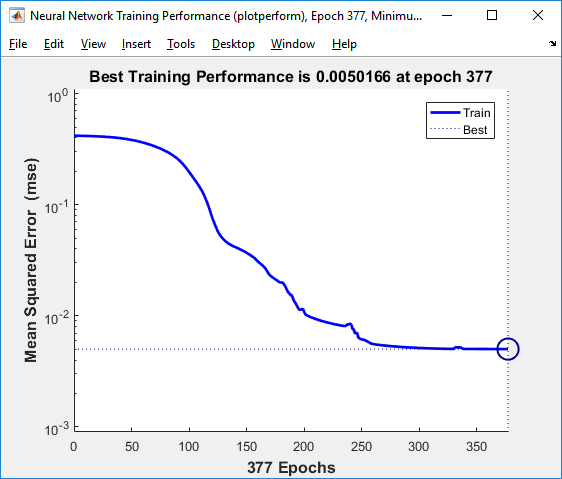 Neural Network Training Performance (plotperform), Epoch 377, Minimu...
File Edit View Insert Tools Desktop Window Help
Best Training Performance is 0.0050166 at epoch 377
Train
Best
Mean Squared Error (mse)
10^0
10^-1
10^-2
10^-3
0 50 100 150 200 250 300 350
377 Epochs